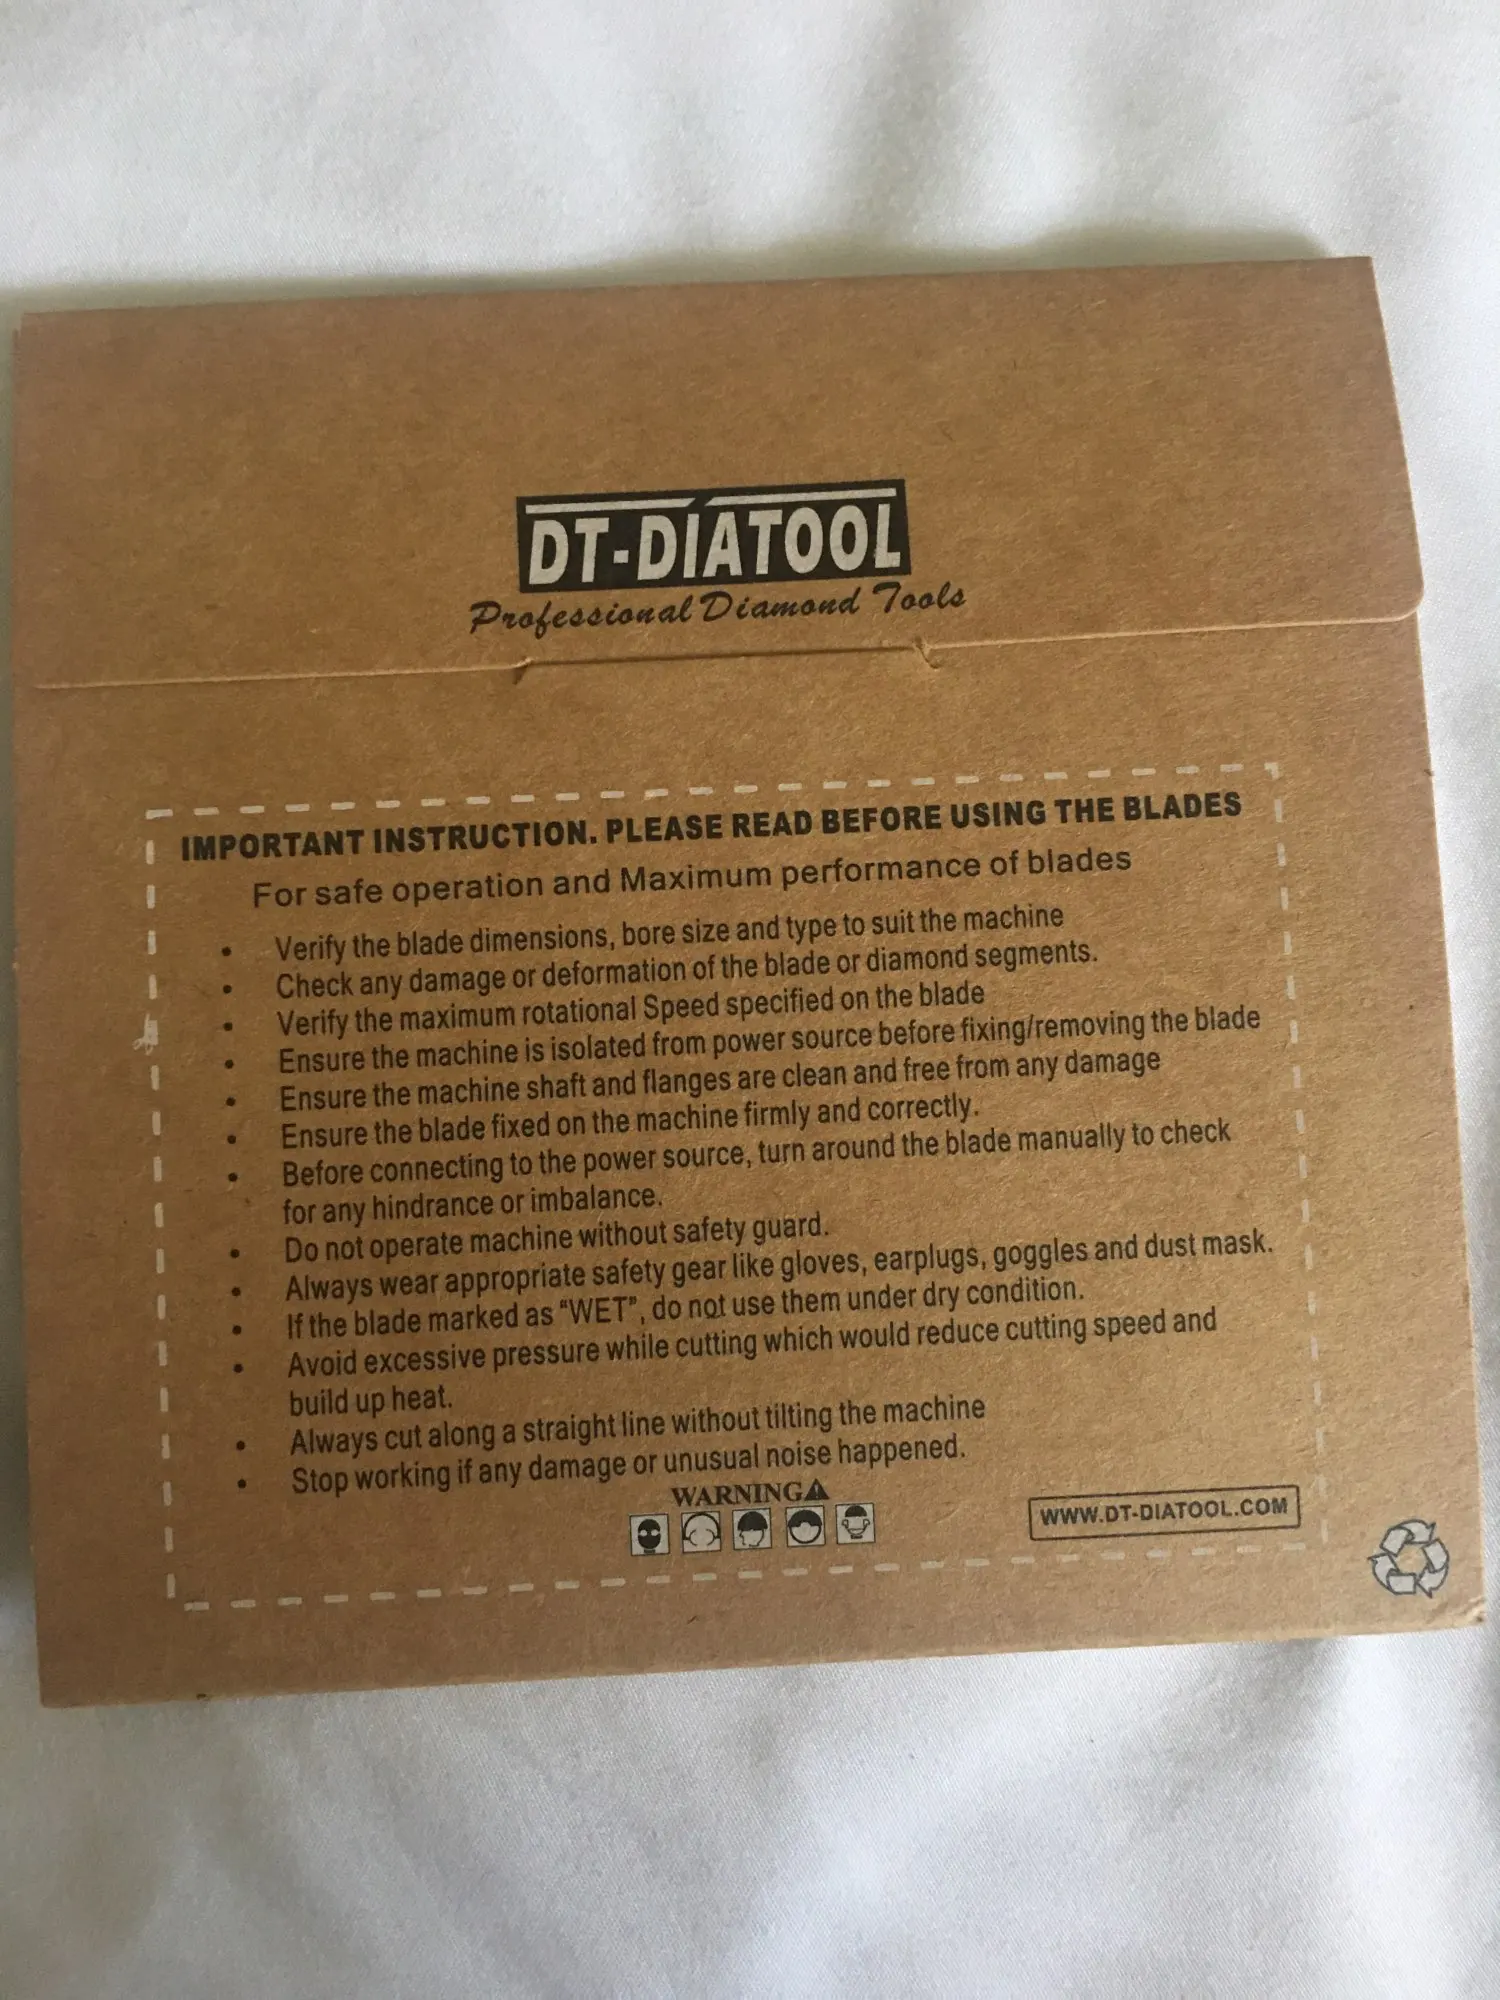 DT-DIATOOL
Professional Diamond Tools
IMPORTANT INSTRUCTION. PLEASE READ BEFORE USING THE BLADES
For safe operation and Maximum performance of blades
• Verify the blade dimensions, bore size and type to suit the machine
• Check any damage or deformation of the blade or diamond segments.
• Verify the maximum rotational Speed specified on the blade
• Ensure the machine is isolated from power source before fixing/removing the blade
• Ensure the machine shaft and flanges are clean and free from any damage
• Ensure the blade fixed on the machine firmly and correctly.
• Before connecting to the power source, turn around the blade manually to check
for any hindrance or imbalance.
• Do not operate machine without safety guard.
• Always wear appropriate safety gear like gloves, earplugs, goggles and dust mask.
• If the blade marked as “WET”, do not use them under dry condition.
• Avoid excessive pressure while cutting which would reduce cutting speed and
build up heat.
• Always cut along a straight line without tilting the machine
• Stop working if any damage or unusual noise happened.
WARNING
WWW.DT-DIATOOL.COM